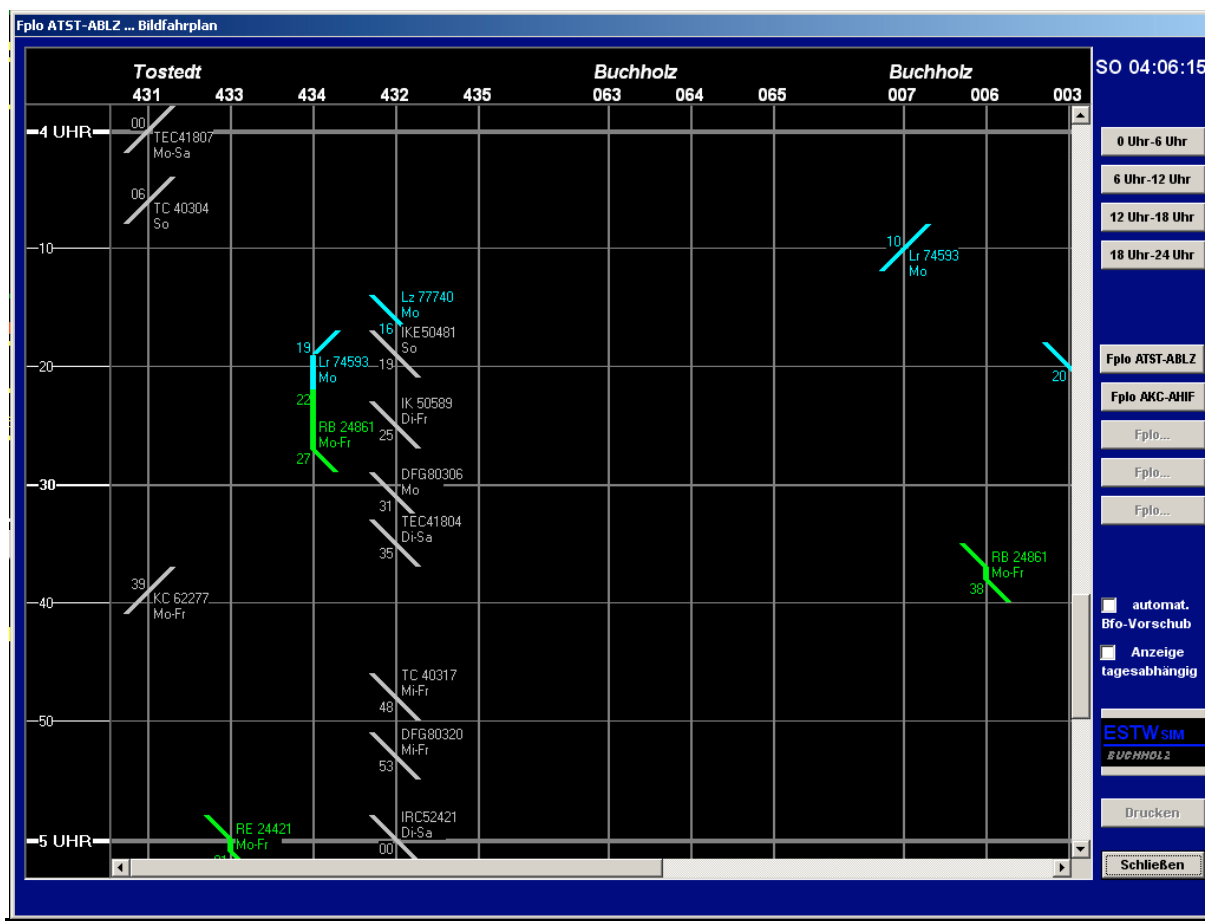 Fplo ATST-ABLZ ... Bildfahrplan
Tostedt Buchholz Buchholz
431 433 434 432 435 063 064 065 007 006 003
SO 04:06:15
4 UHR
00
TEC41807
Mo-Sa
06
TC 40304
So
10
10
Lr 74593
Mo
Lz 77740
Mo
16
IKE50481
So
19
19
Lr 74593
Mo
20
20
22
IK 50589
Di-Fr
25
RB 24861
Mo-Fr
27
DFG80306
Mo
30
31
TEC41804
Di-Sa
35
RB 24861
Mo-Fr
38
39
KC 62277
Mo-Fr
40
TC 40317
Mi-Fr
48
50
DFG80320
Mi-Fr
53
IRC52421
Di-Sa
00
RE 24421
Mo-Fr
5 UHR
0 Uhr-6 Uhr
6 Uhr-12 Uhr
12 Uhr-18 Uhr
18 Uhr-24 Uhr
Fplo ATST-ABLZ
Fplo AKC-AHIF
Fplo...
Fplo...
Fplo...
automat.
Bfo-Vorschub
Anzeige
tagesabhängig
ESTW SIM
BUCHHOLZ
Drucken
Schließen